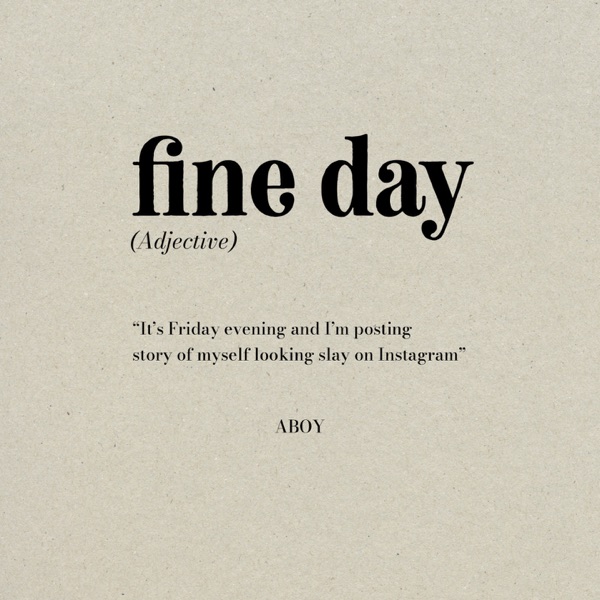 fine day
(Adjective)
“It’s Friday evening and I’m posting
story of myself looking slay on Instagram”
ABOY